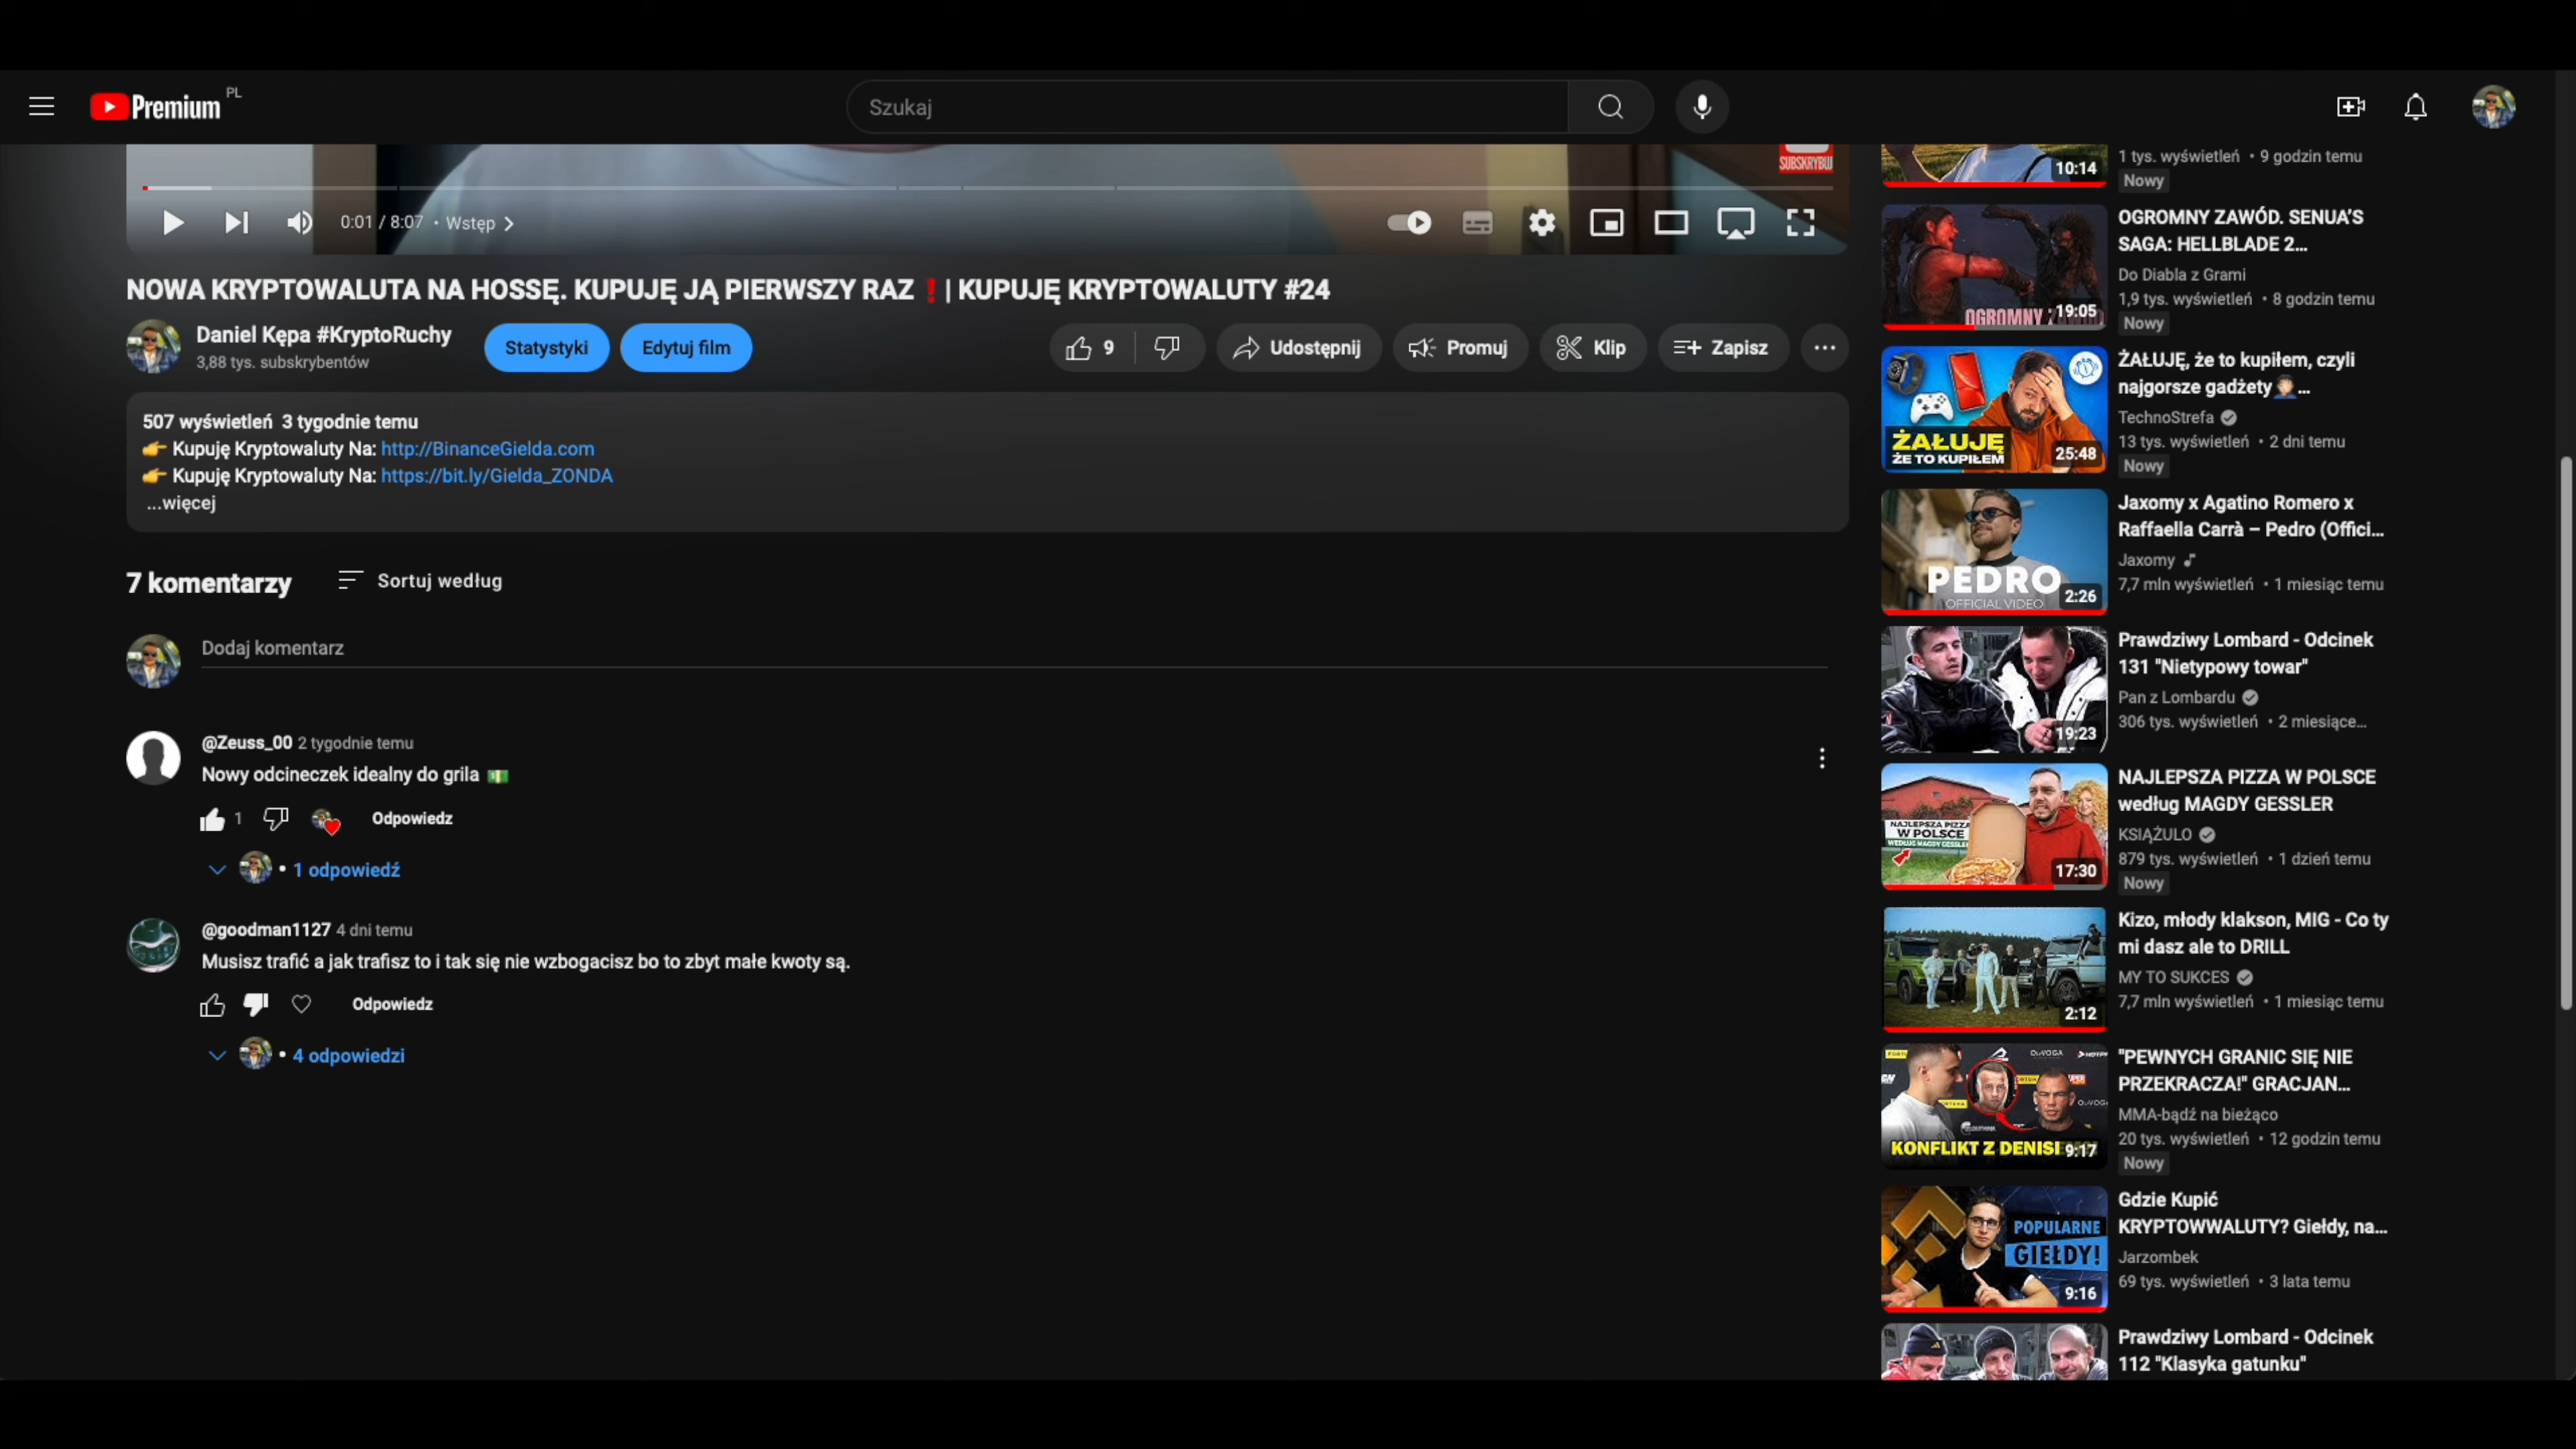 Premium PL
Szukaj
SUBSKRYBUJ
0:01 / 8:07 • Wstęp
NOWA KRYPTOWALUTA NA HOSSĘ. KUPUJĘ JĄ PIERWSZY RAZ❗| KUPUJĘ KRYPTOWALUTY #24
Daniel Kępa #KryptoRuchy
3,88 tys. subskrybentów
Statystyki
Edytuj film
9
Udostępnij
Promuj
Klip
Zapisz
507 wyświetleń 3 tygodnie temu
👉 Kupuję Kryptowaluty Na: http://BinanceGielda.com
👉 Kupuję Kryptowaluty Na: https://bit.ly/Gielda_ZONDA
...więcej
7 komentarzy
Sortuj według
Dodaj komentarz
@Zeuss_00 2 tygodnie temu
Nowy odcineczek idealny do grila 💵
1
Odpowiedz
• 1 odpowiedź
@goodman1127 4 dni temu
Musisz trafić a jak trafisz to i tak się nie wzbogacisz bo to zbyt małe kwoty są.
Odpowiedz
• 4 odpowiedzi
10:14
1 tys. wyświetleń • 9 godzin temu
Nowy
OGROMNY
19:05
OGROMNY ZAWÓD. SENUA'S
SAGA: HELLBLADE 2...
Do Diabla z Grami
1,9 tys. wyświetleń • 8 godzin temu
Nowy
ŻAŁUJĘ
ŻE TO KUPIŁEM
25:48
ŻAŁUJĘ, że to kupiłem, czyli
najgorsze gadżety🤦🏻‍♂️...
TechnoStrefa
13 tys. wyświetleń • 2 dni temu
Nowy
PEDRO
OFFICIAL VIDEO
2:26
Jaxomy x Agatino Romero x
Raffaella Carrà – Pedro (Offici...
Jaxomy
7,7 mln wyświetleń • 1 miesiąc temu
19:23
Prawdziwy Lombard - Odcinek
131 "Nietypowy towar"
Pan z Lombardu
306 tys. wyświetleń • 2 miesiące...
NAJLEPSZA PIZZA
W POLSCE
WEDŁUG MAGDY GESSLER
17:30
NAJLEPSZA PIZZA W POLSCE
według MAGDY GESSLER
KSIĄŻULO
879 tys. wyświetleń • 1 dzień temu
Nowy
2:12
Kizo, młody klakson, MIG - Co ty
mi dasz ale to DRILL
MY TO SUKCES
7,7 mln wyświetleń • 1 miesiąc temu
KONFLIKT Z DENISE
9:17
"PEWNYCH GRANIC SIĘ NIE
PRZEKRACZA!" GRACJAN...
MMA-bądź na bieżąco
20 tys. wyświetleń • 12 godzin temu
Nowy
POPULARNE
GIEŁDY!
9:16
Gdzie Kupić
KRYPTOWWALUTY? Giełdy, na...
Jarzombek
69 tys. wyświetleń • 3 lata temu
Prawdziwy Lombard - Odcinek
112 "Klasyka gatunku"